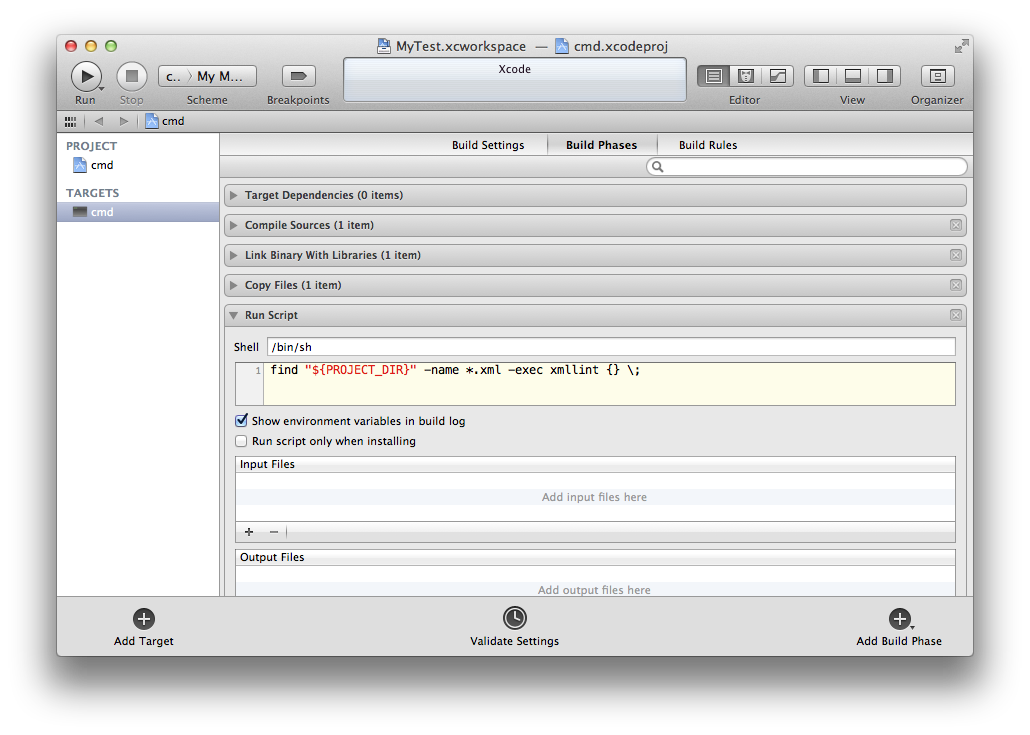 MyTest.xcworkspace — cmd.xcodeproj
Run
Stop
c.. 〉 My M...
Scheme
Breakpoints
Xcode
Editor
View
Organizer
cmd
PROJECT
cmd
TARGETS
cmd
Build Settings
Build Phases
Build Rules
Target Dependencies (0 items)
Compile Sources (1 item)
Link Binary With Libraries (1 item)
Copy Files (1 item)
Run Script
Shell /bin/sh
1 find "${PROJECT_DIR}" -name *.xml -exec xmllint {} \;
Show environment variables in build log
Run script only when installing
Input Files
Add input files here
Output Files
Add output files here
Add Target
Validate Settings
Add Build Phase